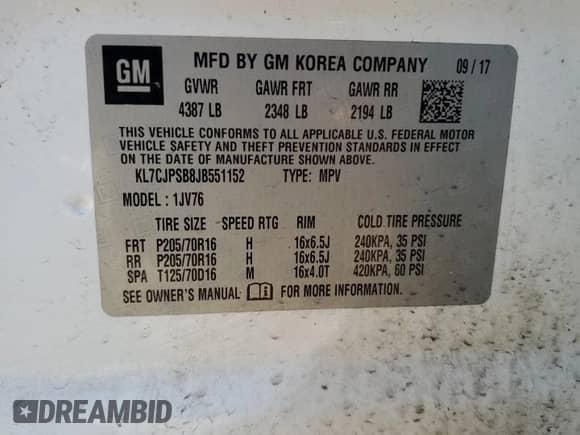 GM
MFD BY GM KOREA COMPANY 09 / 17
GVWR GAWR FRT GAWR RR
4387 LB 2348 LB 2194 LB
THIS VEHICLE CONFORMS TO ALL APPLICABLE U.S. FEDERAL MOTOR
VEHICLE SAFETY AND THEFT PREVENTION STANDARDS IN EFFECT
ON THE DATE OF MANUFACTURE SHOWN ABOVE.
KL7CJPSB8JB551152 TYPE: MPV
MODEL : 1JV76
TIRE SIZE SPEED RTG RIM COLD TIRE PRESSURE
FRT P205/70R16 H 16x6.5J 240KPA, 35 PSI
RR P205/70R16 H 16x6.5J 240KPA, 35 PSI
SPA T125/70D16 M 16x4.0T 420KPA, 60 PSI
SEE OWNER'S MANUAL FOR MORE INFORMATION.
DREAMBID